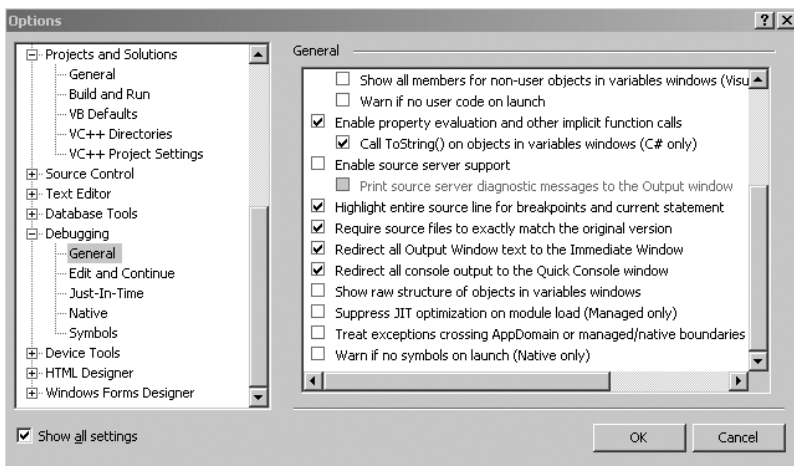 Options
Projects and Solutions
General
Build and Run
VB Defaults
VC++ Directories
VC++ Project Settings
Source Control
Text Editor
Database Tools
Debugging
General
Edit and Continue
Just-In-Time
Native
Symbols
Device Tools
HTML Designer
Windows Forms Designer
Show all settings
General
Show all members for non-user objects in variables windows (Visu
Warn if no user code on launch
Enable property evaluation and other implicit function calls
Call ToString() on objects in variables windows (C# only)
Enable source server support
Print source server diagnostic messages to the Output window
Highlight entire source line for breakpoints and current statement
Require source files to exactly match the original version
Redirect all Output Window text to the Immediate Window
Redirect all console output to the Quick Console window
Show raw structure of objects in variables windows
Suppress JIT optimization on module load (Managed only)
Treat exceptions crossing AppDomain or managed/native boundaries
Warn if no symbols on launch (Native only)
OK
Cancel